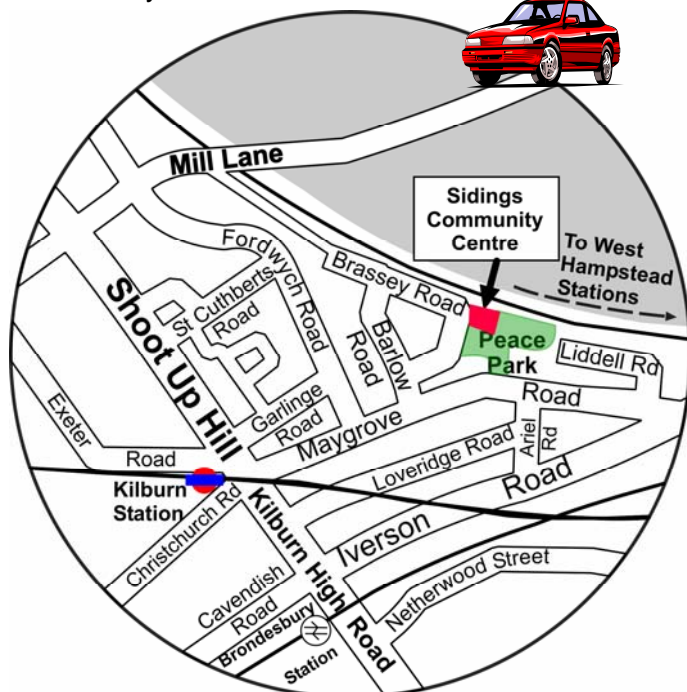 Mill Lane
Sidings
Community
Centre
To West
Hampstead
Stations
Fordwych Road
Brassey Road
St Cuthberts
Road
Shoot Up Hill
Barlow
Road
Peace
Park
Liddell Rd
Exeter
Road
Garlinge
Road
Maygrove
Road
Ariel
Rd
Loveridge Road
Kilburn
Station
Christchurch Rd
Kilburn High Road
Iverson Road
Cavendish
Road
Netherwood Street
Brondesbury
Station